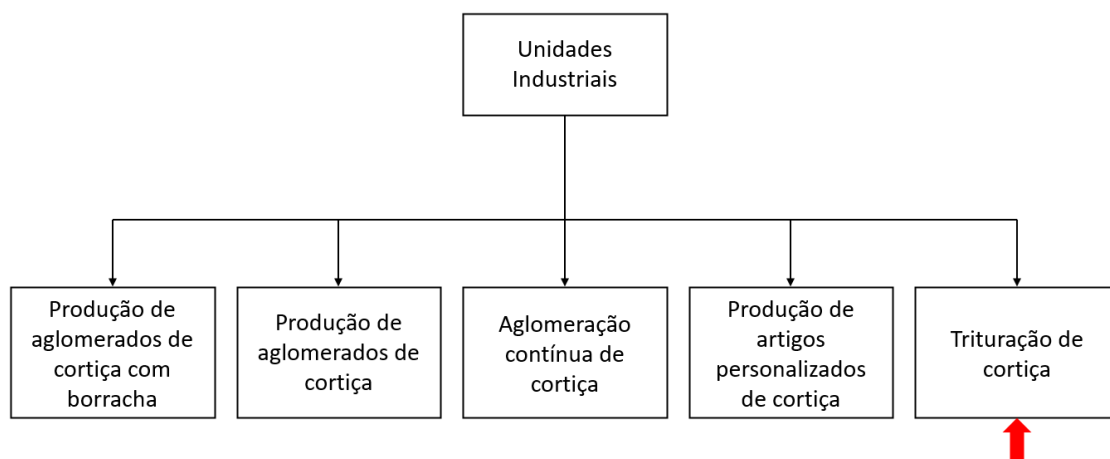 Unidades
Industriais
Produção de
aglomerados de
cortiça com
borracha
Produção de
aglomerados de
cortiça
Aglomeração
contínua de
cortiça
Produção de
artigos
personalizados
de cortiça
Trituração de
cortiça